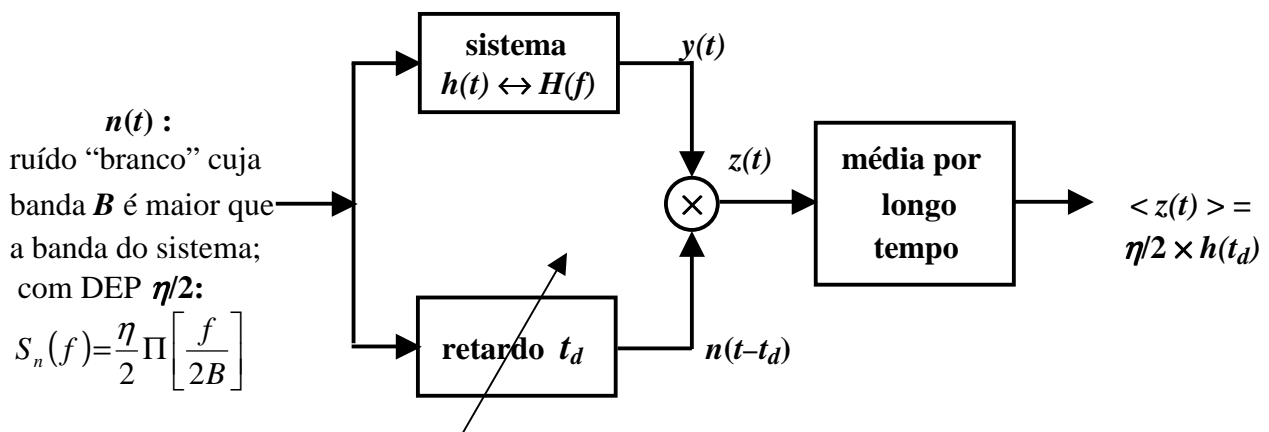 sistema
h(t) ↔ H(f)
y(t)
n(t) :
ruído “branco” cuja
banda B é maior que
a banda do sistema;
com DEP η/2:
S_n(f)=η/2 Π[f/2B]
z(t)
×
média por
longo
tempo
< z(t) > =
η/2 × h(t_d)
retardo t_d
n(t–t_d)